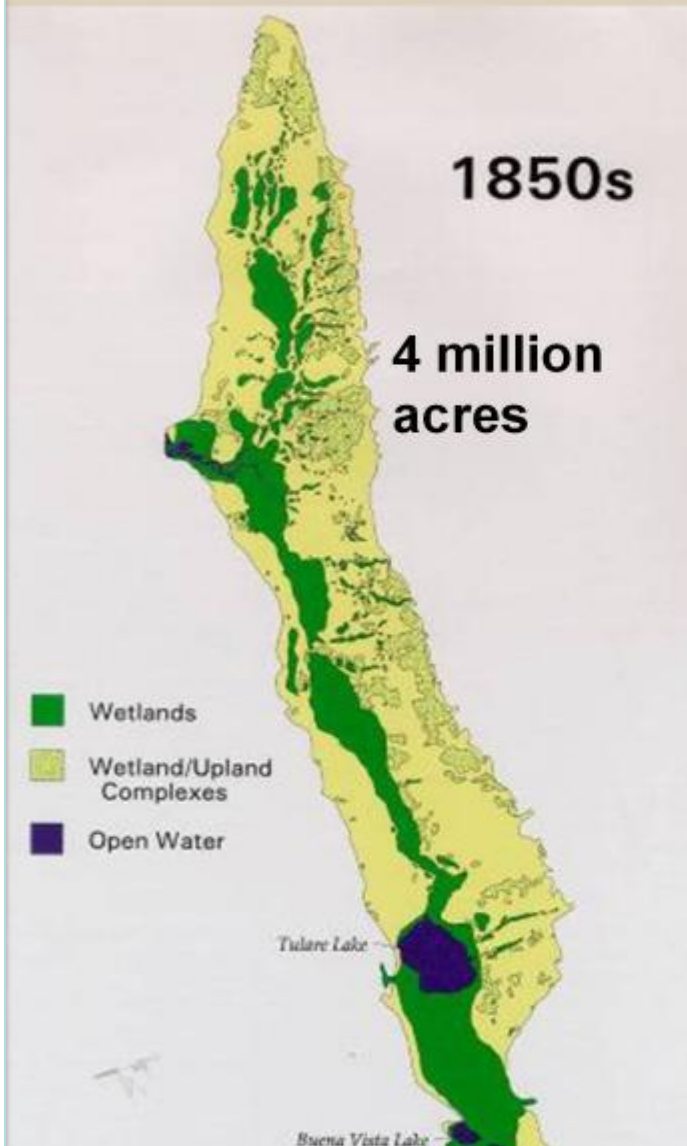 1850s
4 million
acres
Wetlands
Wetland/Upland
Complexes
Open Water
Tulare Lake
Buena Vista Lake